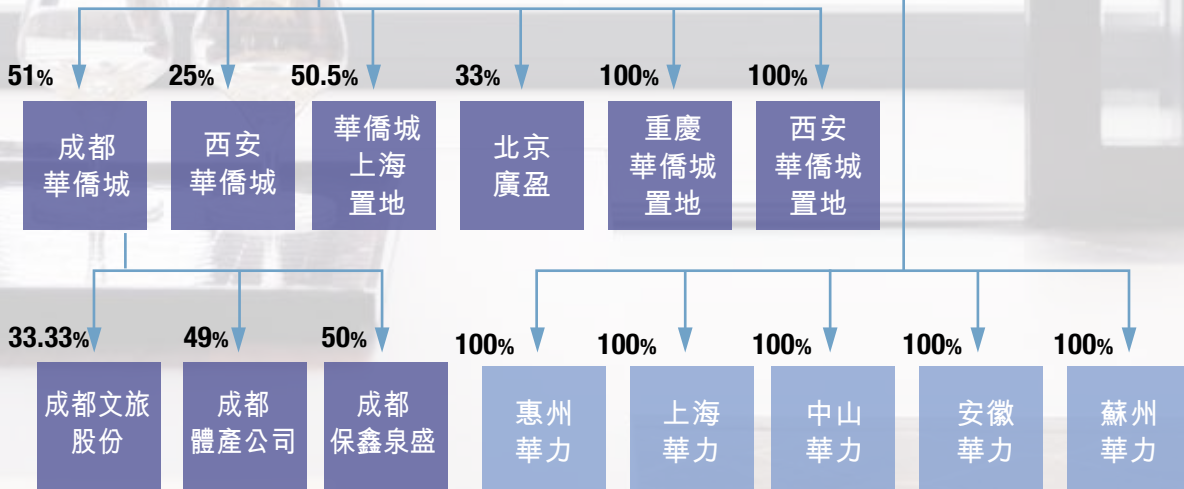 51%
25%
50.5%
33%
100%
100%
成都
華僑城
西安
華僑城
華僑城
上海
置地
北京
廣盈
重慶
華僑城
置地
西安
華僑城
置地
33.33%
49%
50%
100%
100%
100%
100%
100%
成都文旅
股份
成都
體產公司
成都
保鑫泉盛
惠州
華力
上海
華力
中山
華力
安徽
華力
蘇州
華力